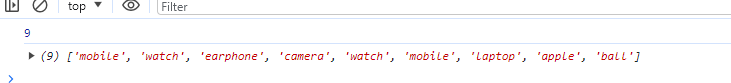 top
Filter
9
(9) ['mobile', 'watch', 'earphone', 'camera', 'watch', 'mobile', 'laptop', 'apple', 'ball']